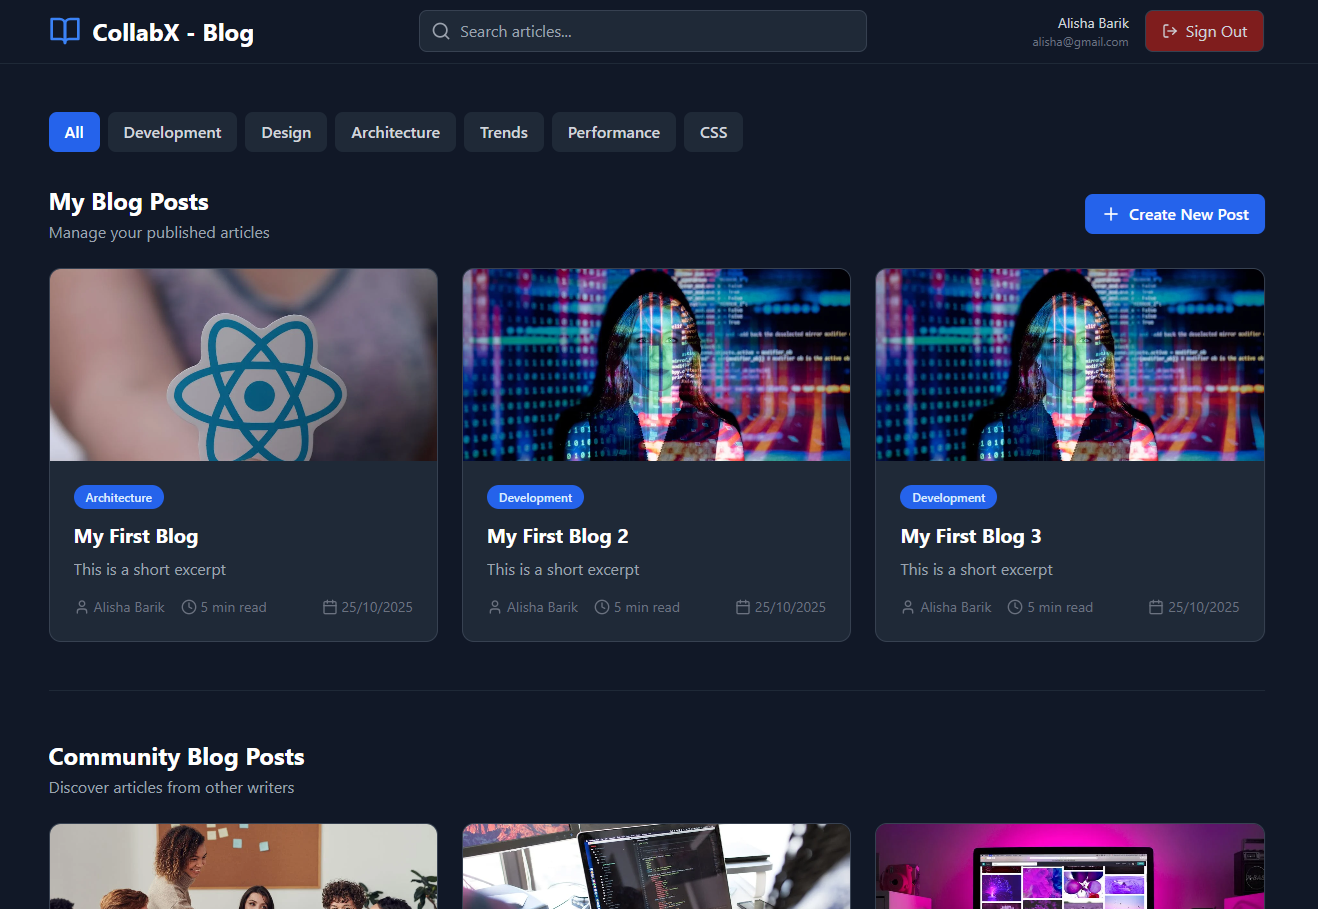 CollabX - Blog
Search articles...
Alisha Barik
alisha@gmail.com
Sign Out
All
Development
Design
Architecture
Trends
Performance
CSS
My Blog Posts
Manage your published articles
Create New Post
Architecture
My First Blog
This is a short excerpt
Alisha Barik
5 min read
25/10/2025
Development
My First Blog 2
This is a short excerpt
Alisha Barik
5 min read
25/10/2025
Development
My First Blog 3
This is a short excerpt
Alisha Barik
5 min read
25/10/2025
Community Blog Posts
Discover articles from other writers